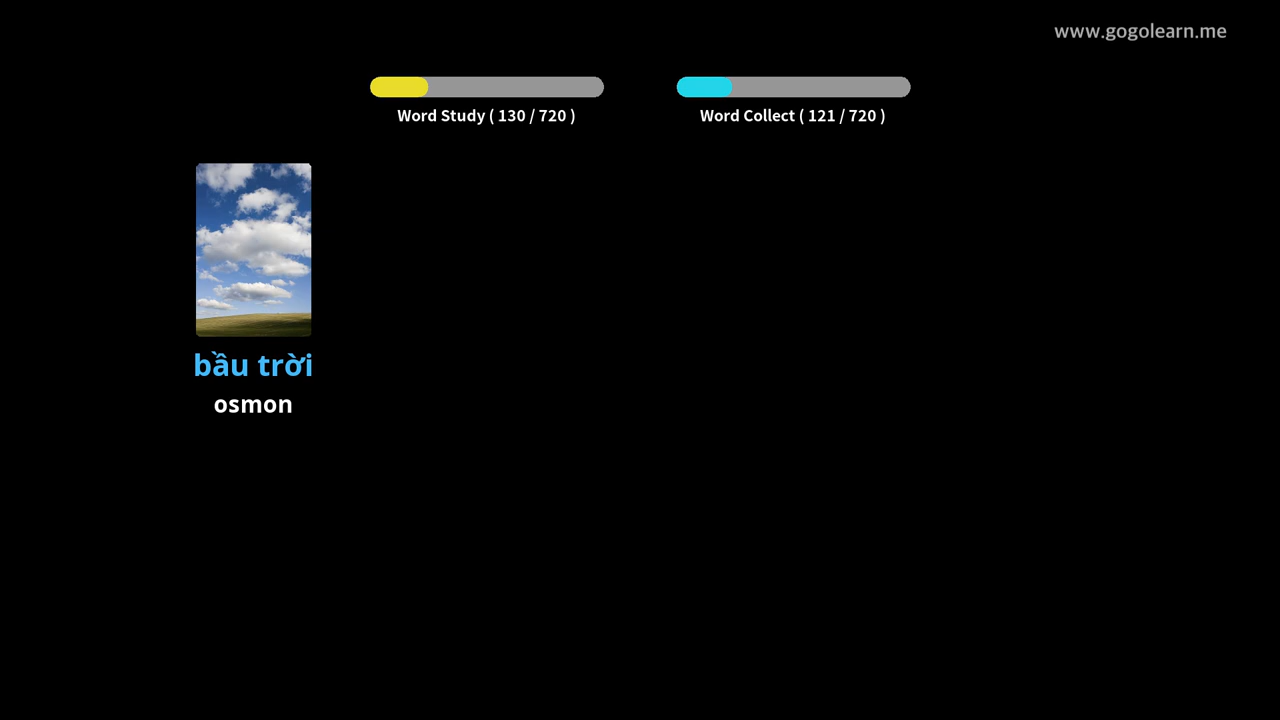 www.gogolearn.me
Word Study ( 130 / 720 )
Word Collect ( 121 / 720 )
bầu trời
osmon